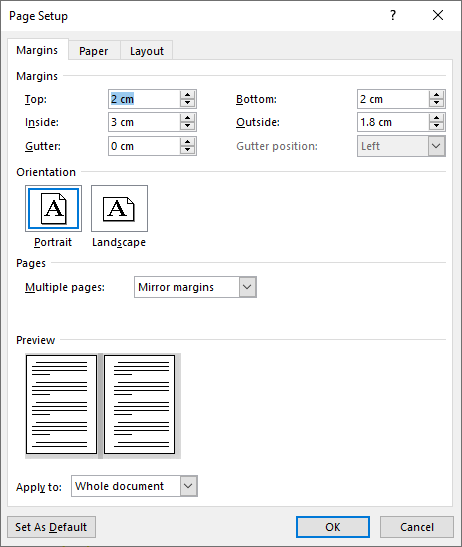 Page Setup ? ×
Margins Paper Layout
Margins
Top: 2 cm Bottom: 2 cm
Inside: 3 cm Outside: 1.8 cm
Gutter: 0 cm Gutter position: Left
Orientation
A A
Portrait Landscape
Pages
Multiple pages: Mirror margins
Preview
Apply to: Whole document
Set As Default OK Cancel